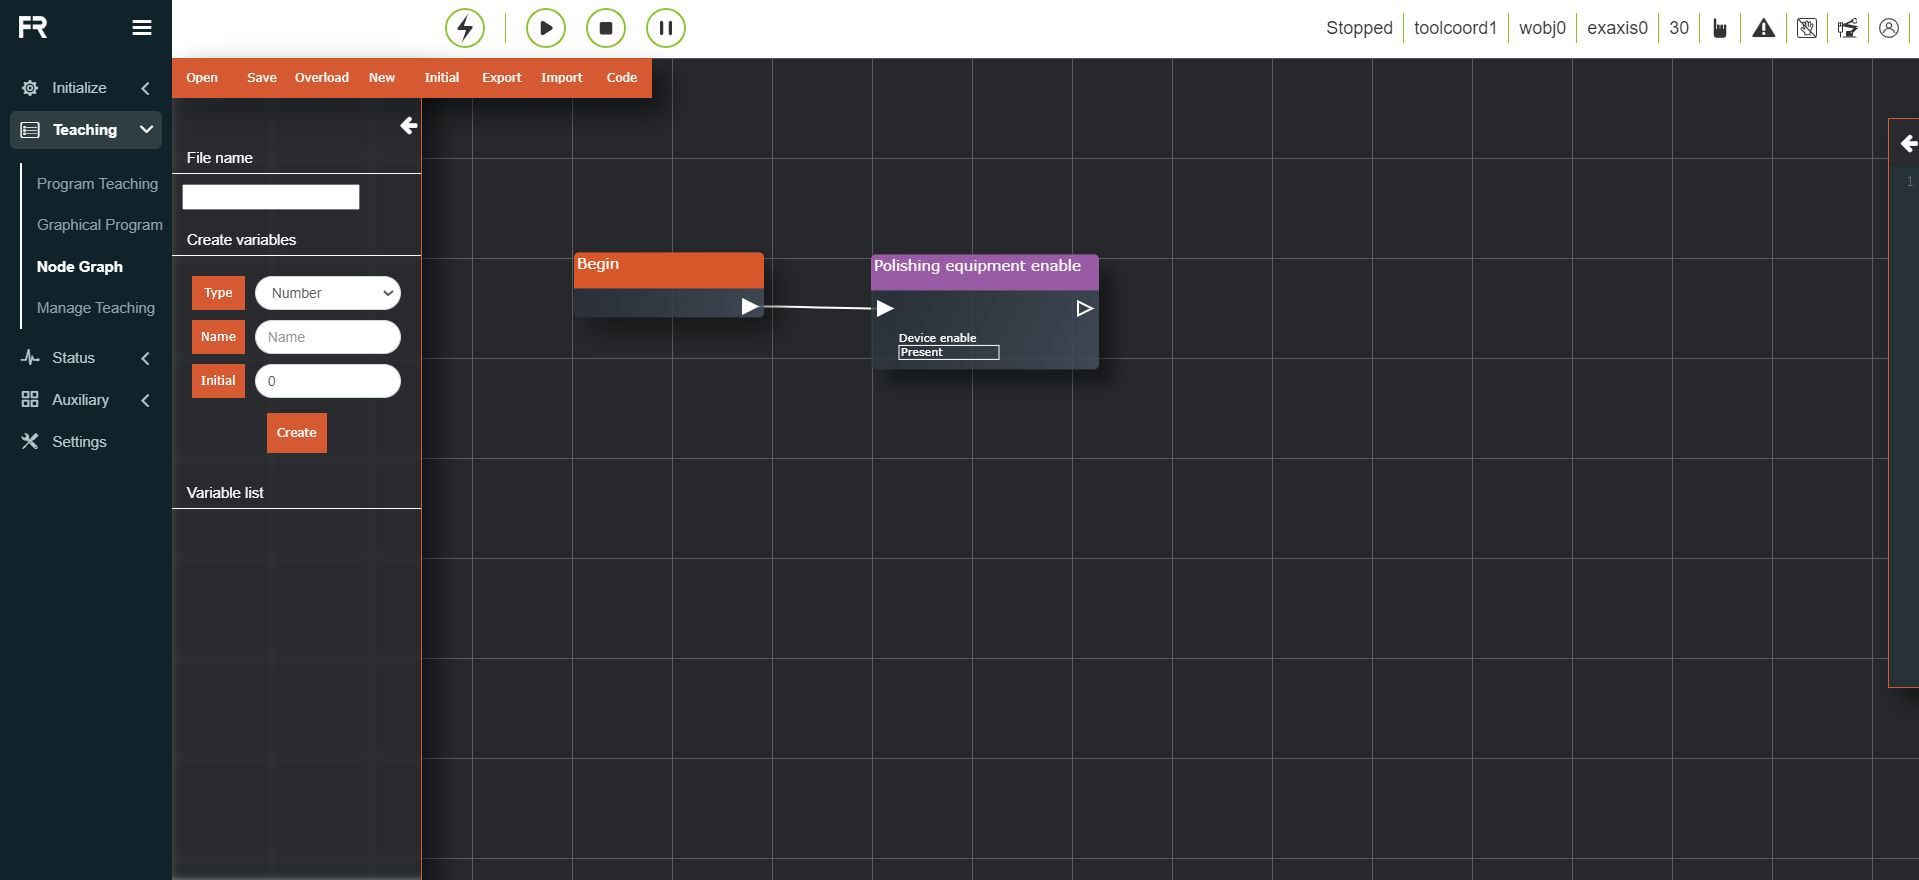 FR
Stopped
toolcoord1
wobj0
exaxis0
30
Open
Save
Overload
New
Initial
Export
Import
Code
Initialize
Teaching
Program Teaching
Graphical Program
Node Graph
Manage Teaching
Status
Auxiliary
Settings
File name
Create variables
Type
Number
Name
Name
Initial
0
Create
Variable list
Begin
Polishing equipment enable
Device enable
Present
1